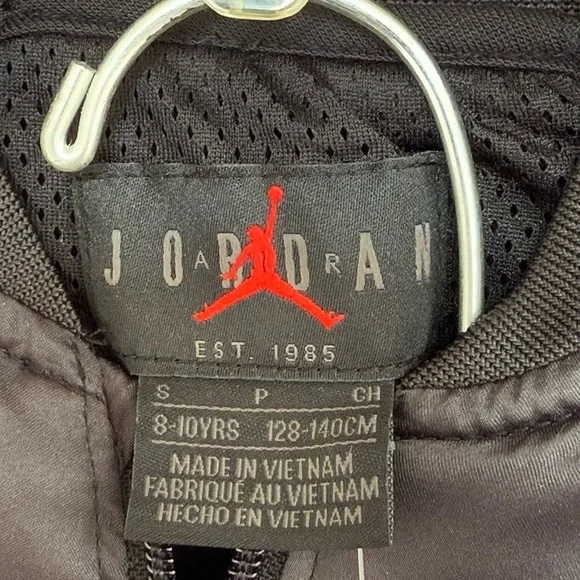 JORDAN
AIR
EST. 1985
S P CH
8-10YRS 128-140CM
MADE IN VIETNAM
FABRIQUÉ AU VIETNAM
HECHO EN VIETNAM